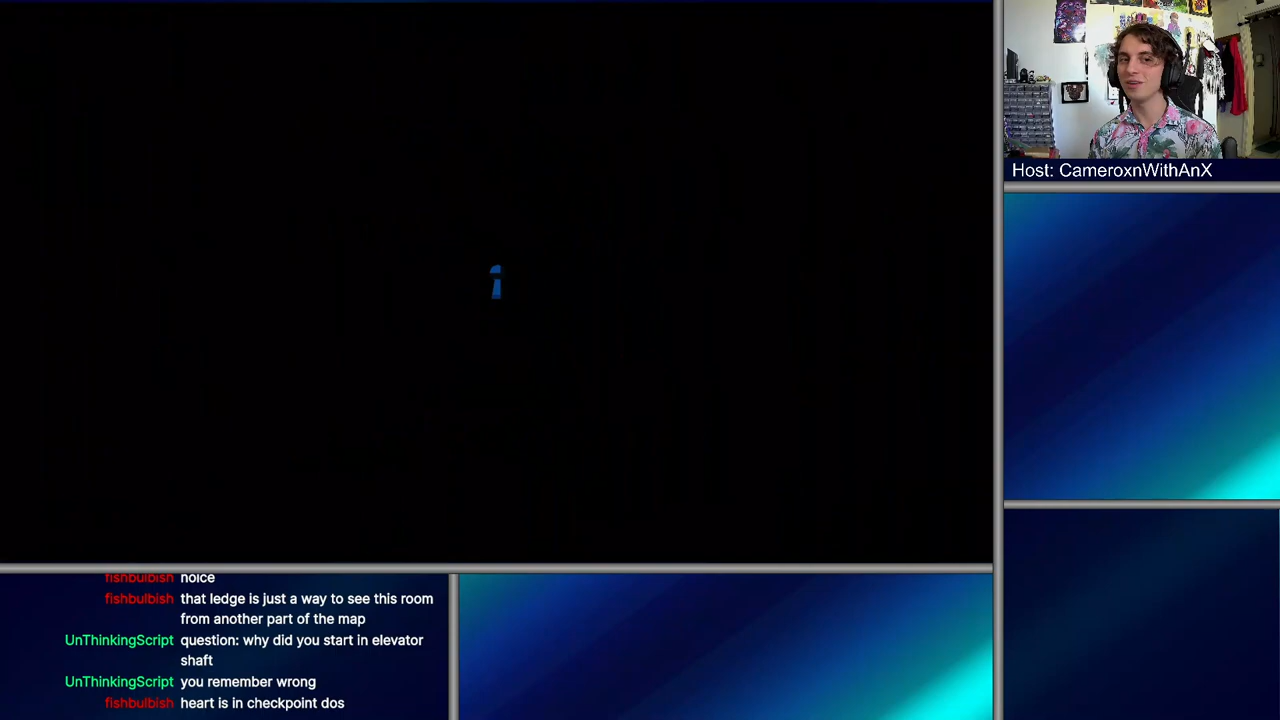 Host: CameroxnWithAnX
fishbulbish noice
fishbulbish that ledge is just a way to see this room
from another part of the map
UnThinkingScript question: why did you start in elevator
shaft
UnThinkingScript you remember wrong
fishbulbish heart is in checkpoint dos